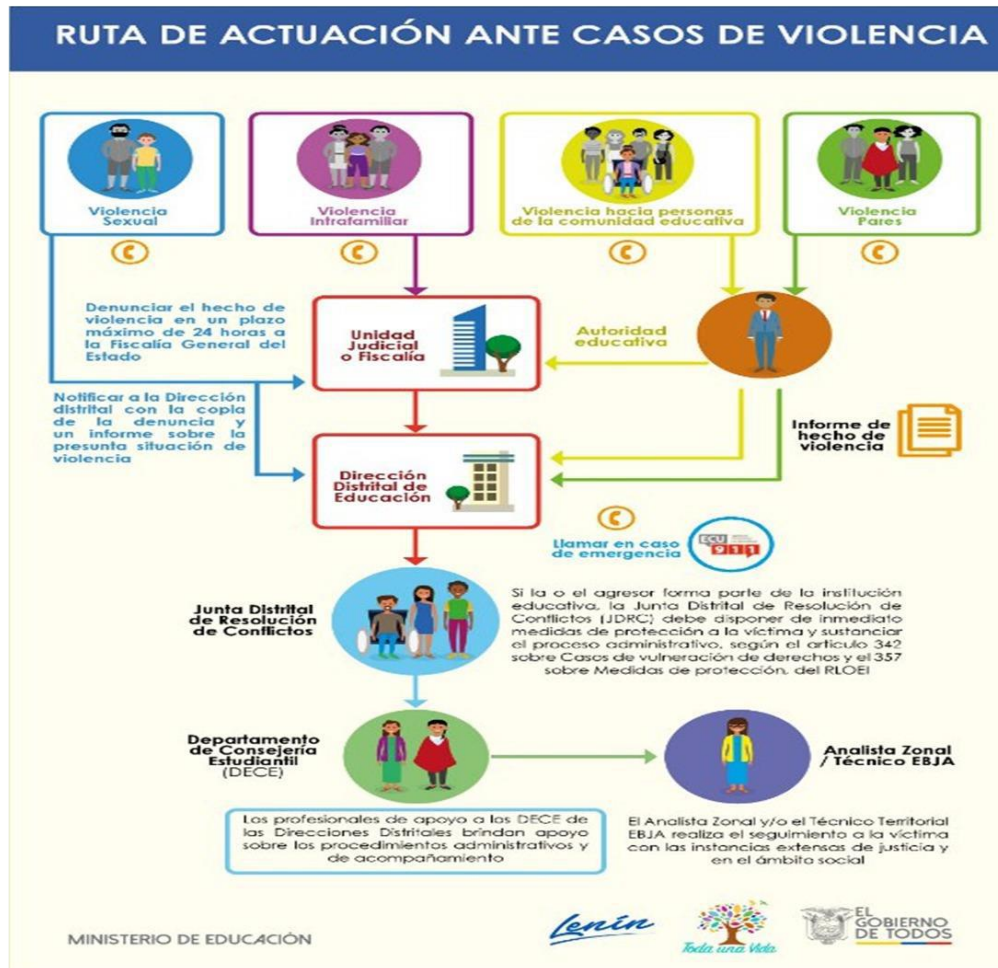 RUTA DE ACTUACIÓN ANTE CASOS DE VIOLENCIA
Violencia
Sexual
Violencia
Intrafamiliar
Violencia hacia personas
de la comunidad educativa
Violencia
Pares
Denunciar el hecho de
violencia en un plazo
máximo de 24 horas a
la Fiscalía General del
Estado
Unidad
Judicial
o Fiscalía
Autoridad
educativa
Notificar a la Dirección
distrital con la copia
de la denuncia y
un informe sobre la
presunta situación de
violencia
Informe de
hecho de
violencia
Dirección
Distrital de
Educación
Llamar en caso
de emergencia
ECU
911
Junta Distrital
de Resolución
de Conflictos
Si la o el agresor forma parte de la institución
educativa, la Junta Distrital de Resolución de
Conflictos (JDRC) debe disponer de inmediato
medidas de protección a la víctima y sustanciar
el proceso administrativo, según el artículo 342
sobre Casos de vulneración de derechos y el 357
sobre Medidas de protección, del RLOEI
Departamento
de Consejería
Estudiantil
(DECE)
Analista Zonal
/ Técnico EBJA
Los profesionales de apoyo a los DECE de
las Direcciones Distritales brindan apoyo
sobre los procedimientos administrativos y
de acompañamiento
El Analista Zonal y/o el Técnico Territorial
EBJA realiza el seguimiento a la víctima
con las instancias extensas de justicia y
en el ámbito social
MINISTERIO DE EDUCACIÓN
Lenín
Toda una Vida
EL
GOBIERNO
DE TODOS